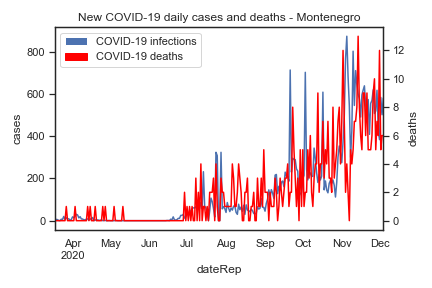 New COVID-19 daily cases and deaths - Montenegro
COVID-19 infections
COVID-19 deaths
800
600
400
200
0
cases
12
10
8
6
4
2
0
deaths
Apr May Jun Jul Aug Sep Oct Nov Dec
2020
dateRep